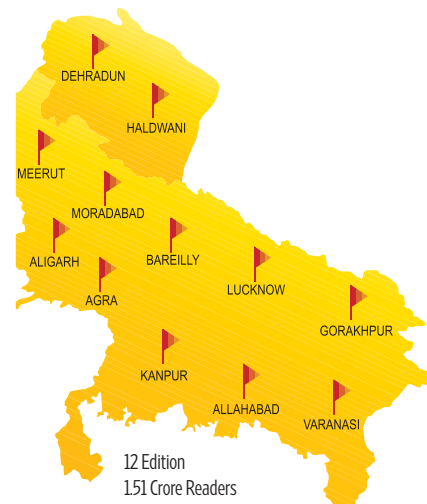 DEHRADUN
HALDWANI
MEERUT
MORADABAD
ALIGARH
BAREILLY
AGRA
LUCKNOW
GORAKHPUR
KANPUR
ALLAHABAD
VARANASI
12 Edition
1.51 Crore Readers